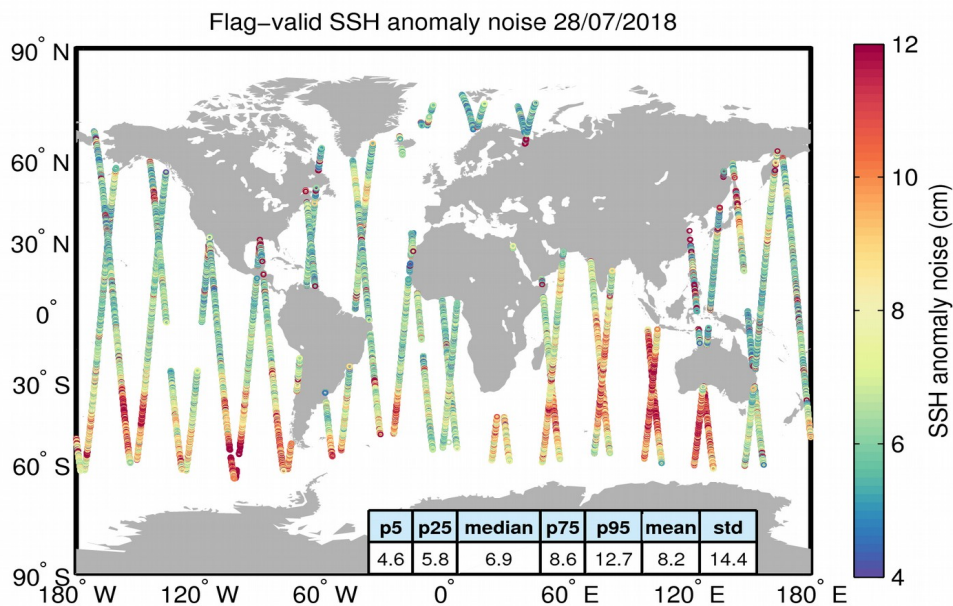 Flag−valid SSH anomaly noise 28/07/2018
90° N
60° N
30° N
0°
30° S
60° S
90° S
180° W
120° W
60° W
0°
60° E
120° E
180° E
p5 p25 median p75 p95 mean std
4.6 5.8 6.9 8.6 12.7 8.2 14.4
12
10
8
6
4
SSH anomaly noise (cm)